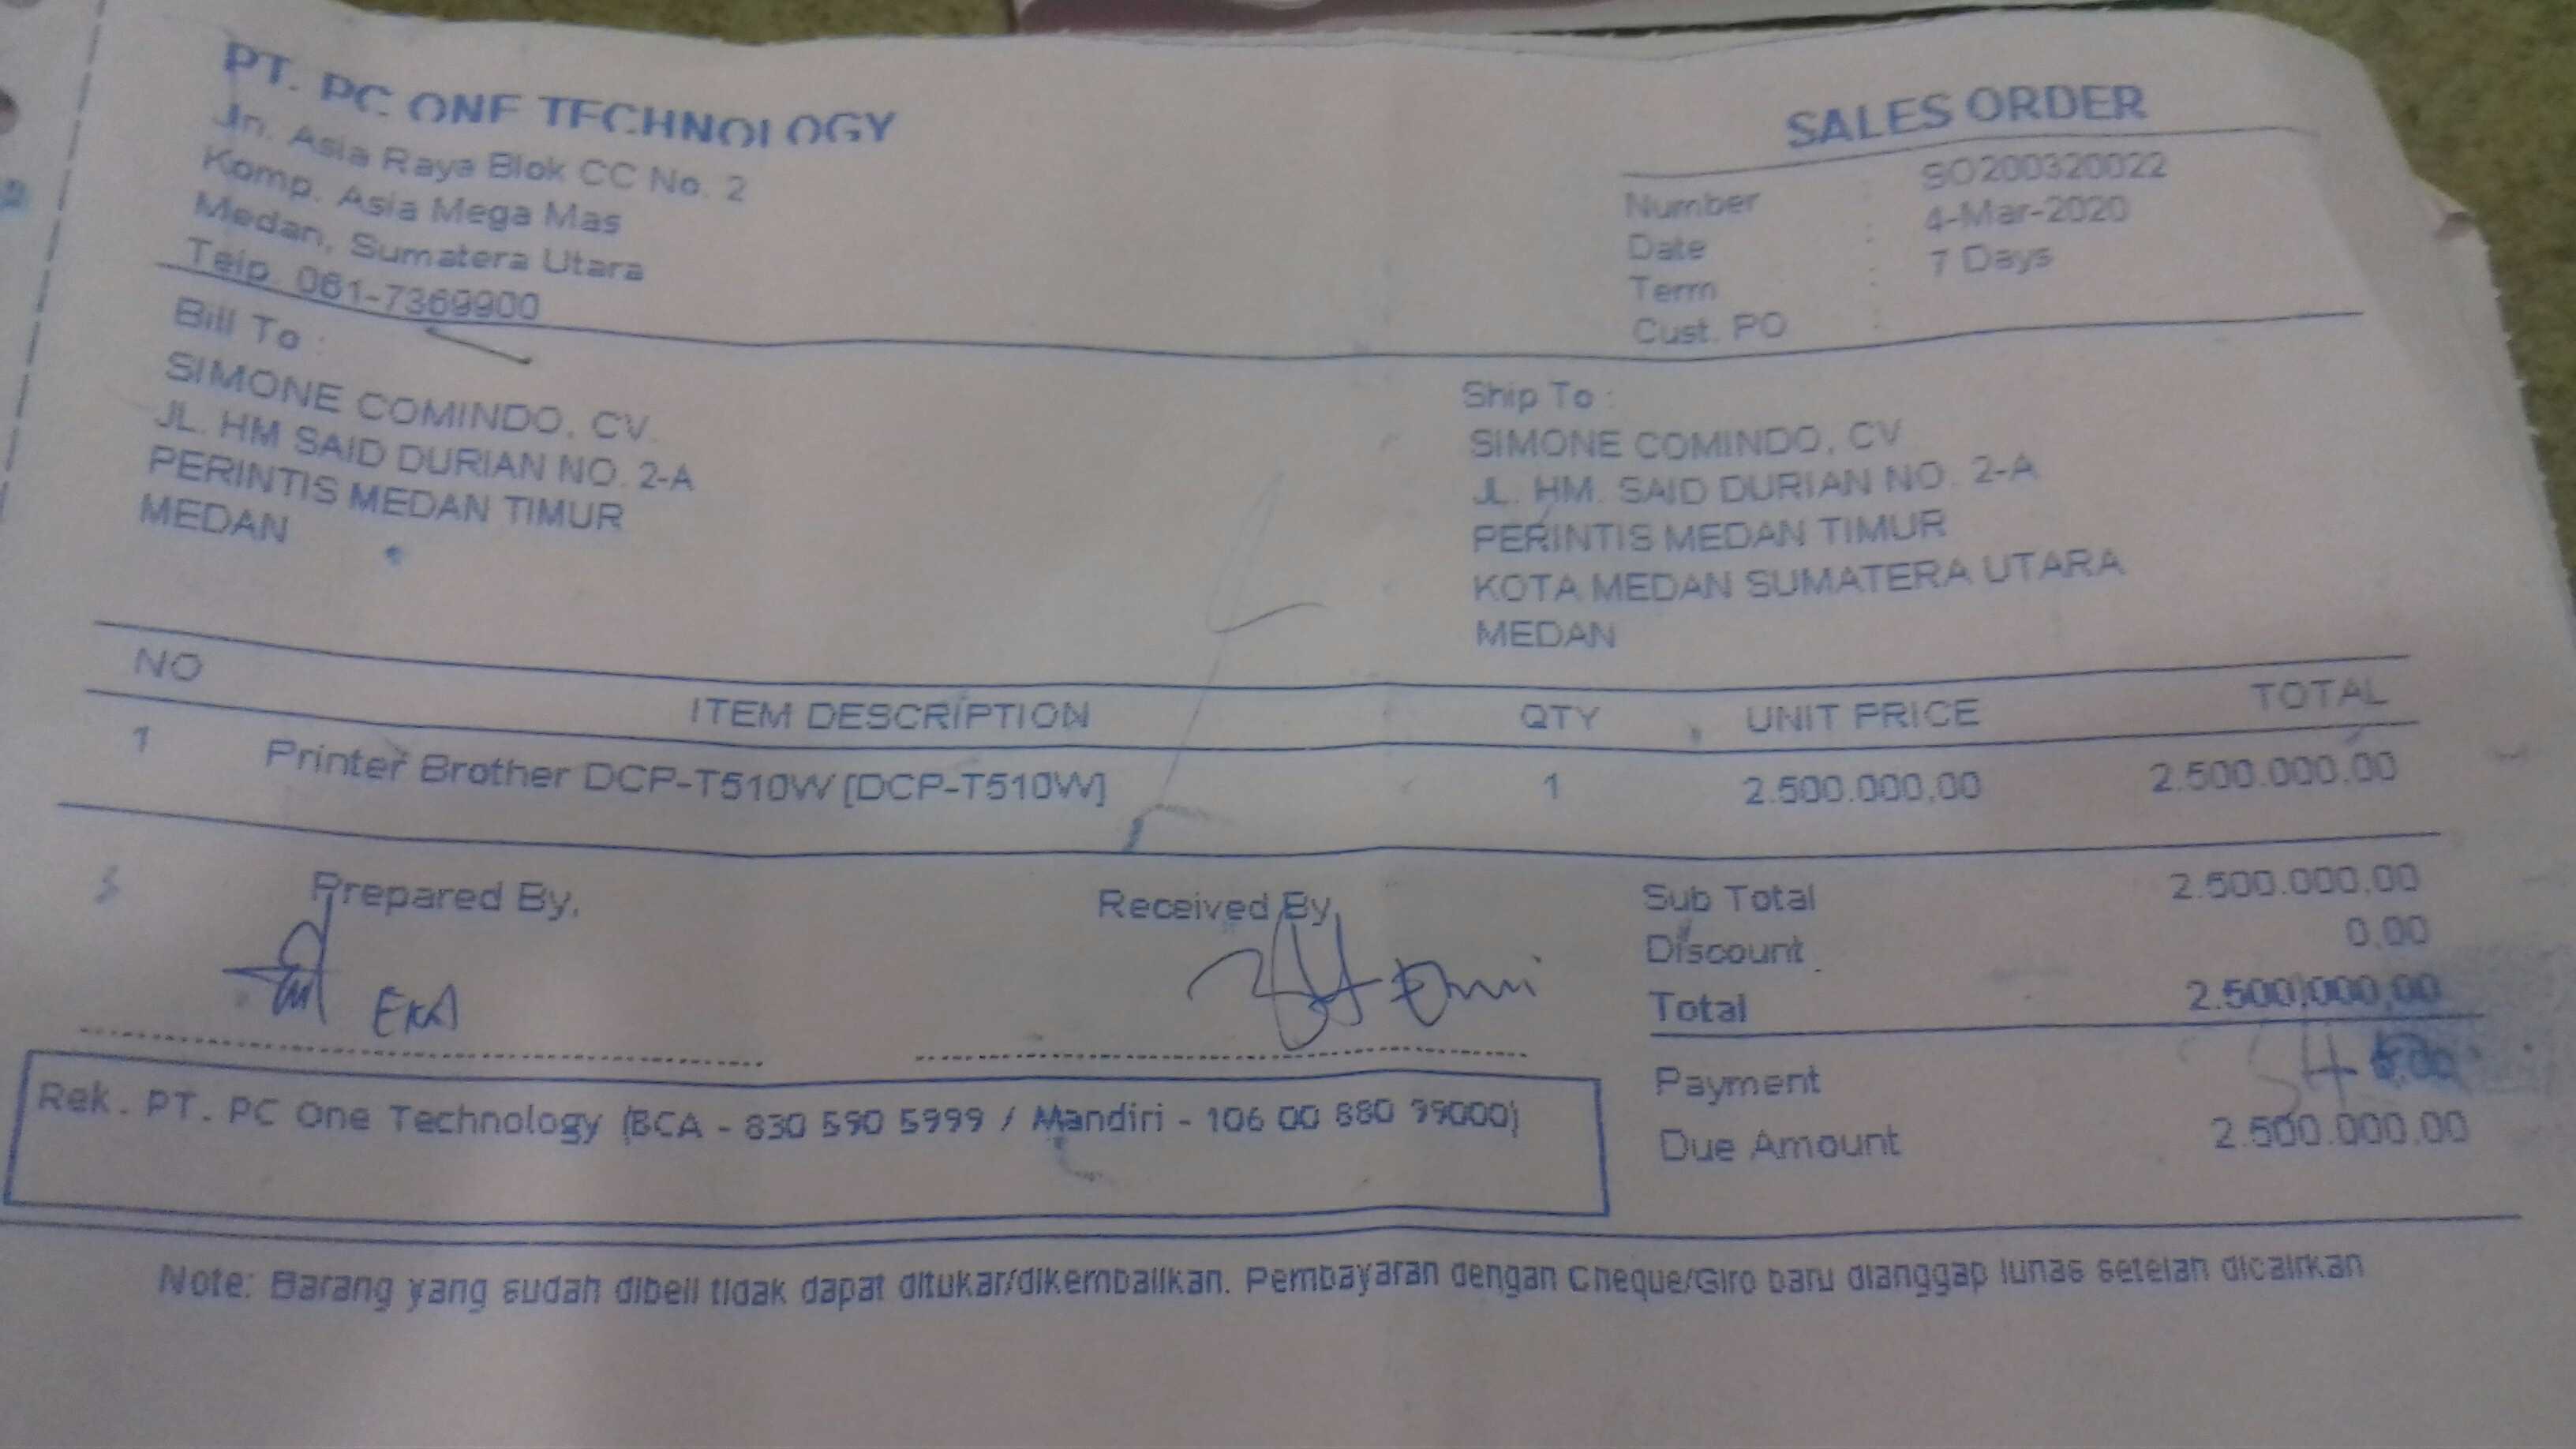 PT. PC ONE TECHNOLOGY
Jln. Asia Raya Blok CC No. 2
Komp. Asia Mega Mas
Medan, Sumatera Utara
Telp. 061-7369900
SALES ORDER
Number : SO200320022
Date : 4-Mar-2020
Term : 7 Days
Cust. PO :
Bill To :
SIMONE COMINDO, CV.
JL. HM SAID DURIAN NO. 2-A
PERINTIS MEDAN TIMUR
MEDAN
Ship To :
SIMONE COMINDO, CV
JL. HM. SAID DURIAN NO. 2-A
PERINTIS MEDAN TIMUR
KOTA MEDAN SUMATERA UTARA
MEDAN
NO ITEM DESCRIPTION QTY UNIT PRICE TOTAL
1 Printer Brother DCP-T510W [DCP-T510W] 1 2.500.000,00 2.500.000,00
Prepared By,
EKA
Received By,
Sub Total 2.500.000,00
Discount 0,00
Total 2.500.000,00
Payment
Due Amount 2.500.000,00
Rek. PT. PC One Technology (BCA - 830 590 5999 / Mandiri - 106 00 880 99000)
Note: Barang yang sudah dibeli tidak dapat ditukar/dikembalikan. Pembayaran dengan Cheque/Giro baru dianggap lunas setelah dicairkan